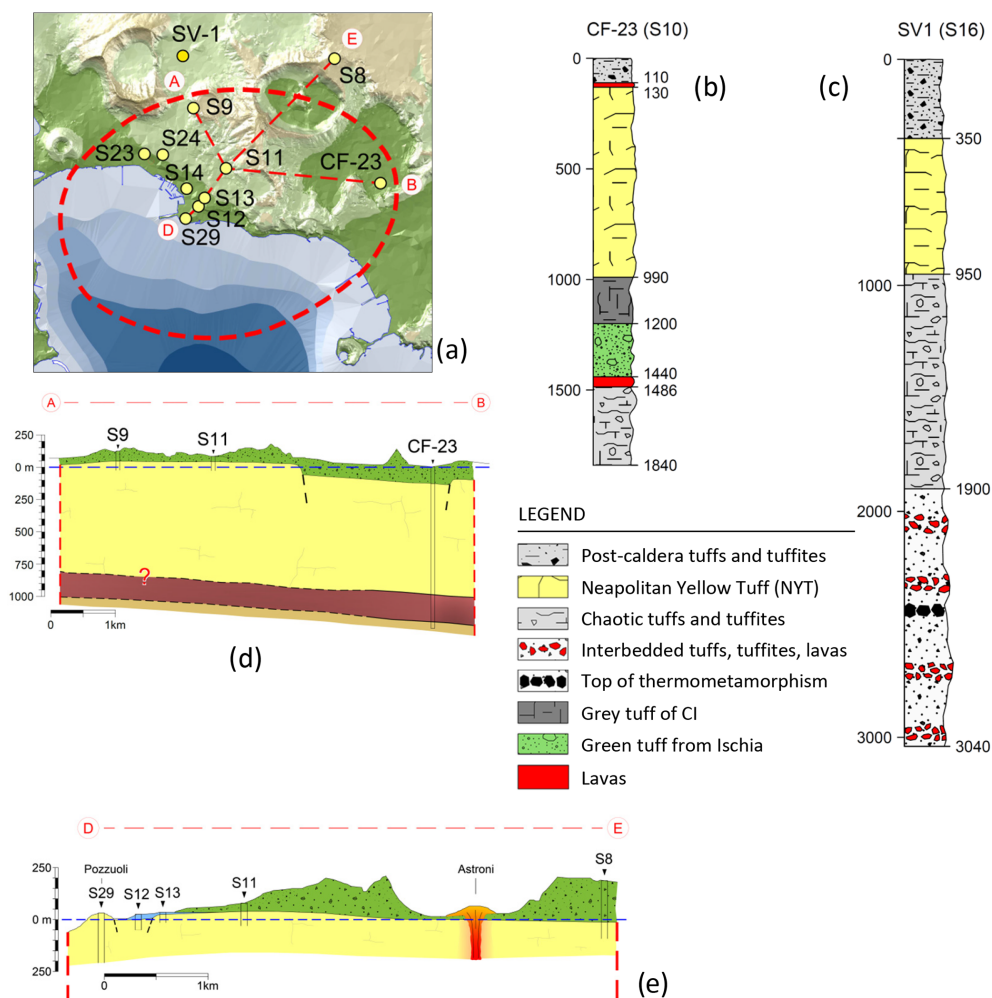 SV-1
E
S8
A
S9
S24
S23
S11
CF-23
S14
B
S13
S12
D
S29
(a)
CF-23 (S10)
0
110
130
(b)
500
990
1000
1200
1440
1486
1500
1840
SV1 (S16)
0
(c)
350
950
1000
1900
2000
3000
3040
A
B
250
S9
S11
CF-23
0 m
250
500
750
?
1000
0
1km
(d)
LEGEND
Post-caldera tuffs and tuffites
Neapolitan Yellow Tuff (NYT)
Chaotic tuffs and tuffites
Interbedded tuffs, tuffites, lavas
Top of thermometamorphism
Grey tuff of CI
Green tuff from Ischia
Lavas
D
E
250
Pozzuoli
Astroni
S8
S29
S12
S13
S11
0 m
250
0
1km
(e)